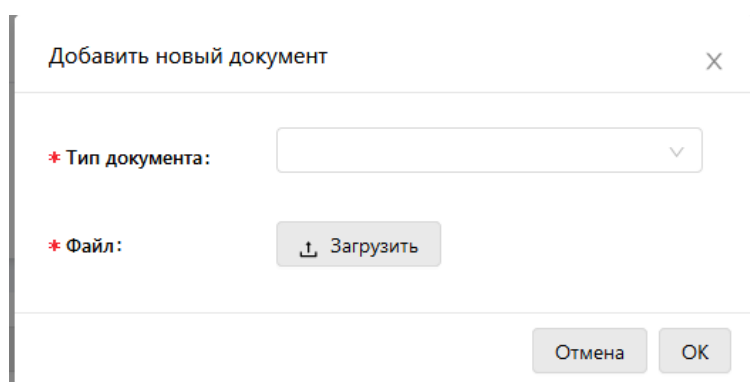 Добавить новый документ
* Тип документа:
* Файл:
Загрузить
Отмена
OK